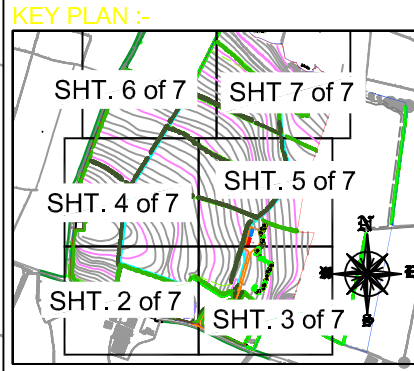 KEY PLAN :-
SHT. 6 of 7
SHT 7 of 7
SHT. 5 of 7
SHT. 4 of 7
N
E
S
SHT. 2 of 7
SHT. 3 of 7